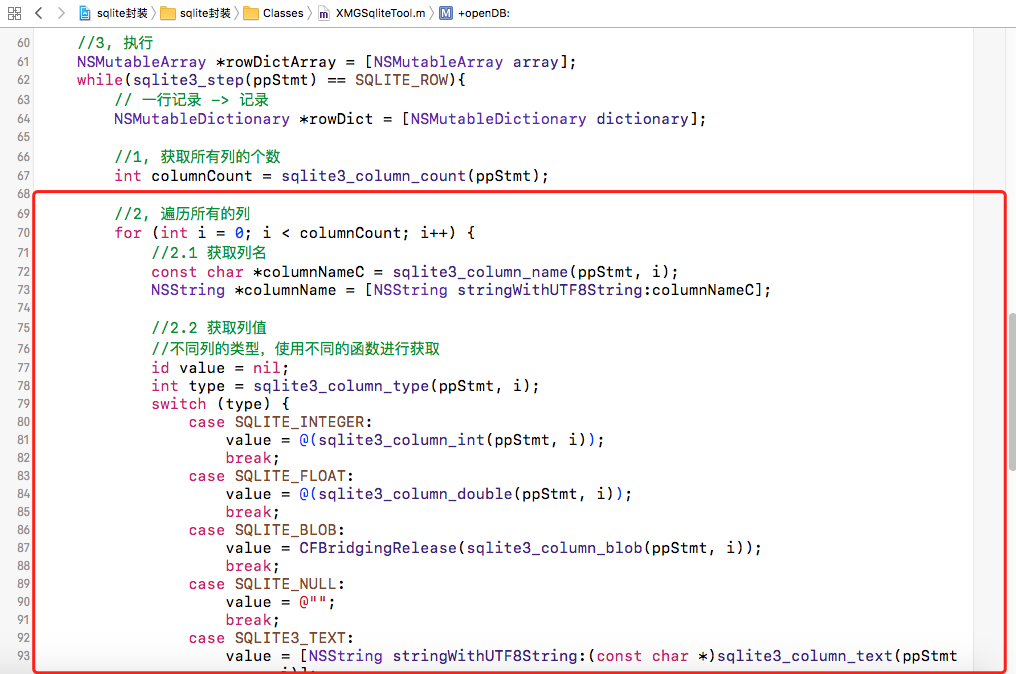 sqlite封装 〉 sqlite封装 〉 Classes 〉 m XMGSqliteTool.m 〉 M +openDB:
60 //3, 执行
61 NSMutableArray *rowDictArray = [NSMutableArray array];
62 while(sqlite3_step(ppStmt) == SQLITE_ROW){
63 // 一行记录 -> 记录
64 NSMutableDictionary *rowDict = [NSMutableDictionary dictionary];
65
66 //1, 获取所有列的个数
67 int columnCount = sqlite3_column_count(ppStmt);
68
69 //2, 遍历所有的列
70 for (int i = 0; i < columnCount; i++) {
71 //2.1 获取列名
72 const char *columnNameC = sqlite3_column_name(ppStmt, i);
73 NSString *columnName = [NSString stringWithUTF8String:columnNameC];
74
75 //2.2 获取列值
76 //不同列的类型，使用不同的函数进行获取
77 id value = nil;
78 int type = sqlite3_column_type(ppStmt, i);
79 switch (type) {
80 case SQLITE_INTEGER:
81 value = @(sqlite3_column_int(ppStmt, i));
82 break;
83 case SQLITE_FLOAT:
84 value = @(sqlite3_column_double(ppStmt, i));
85 break;
86 case SQLITE_BLOB:
87 value = CFBridgingRelease(sqlite3_column_blob(ppStmt, i));
88 break;
89 case SQLITE_NULL:
90 value = @"";
91 break;
92 case SQLITE3_TEXT:
93 value = [NSString stringWithUTF8String:(const char *)sqlite3_column_text(ppStmt